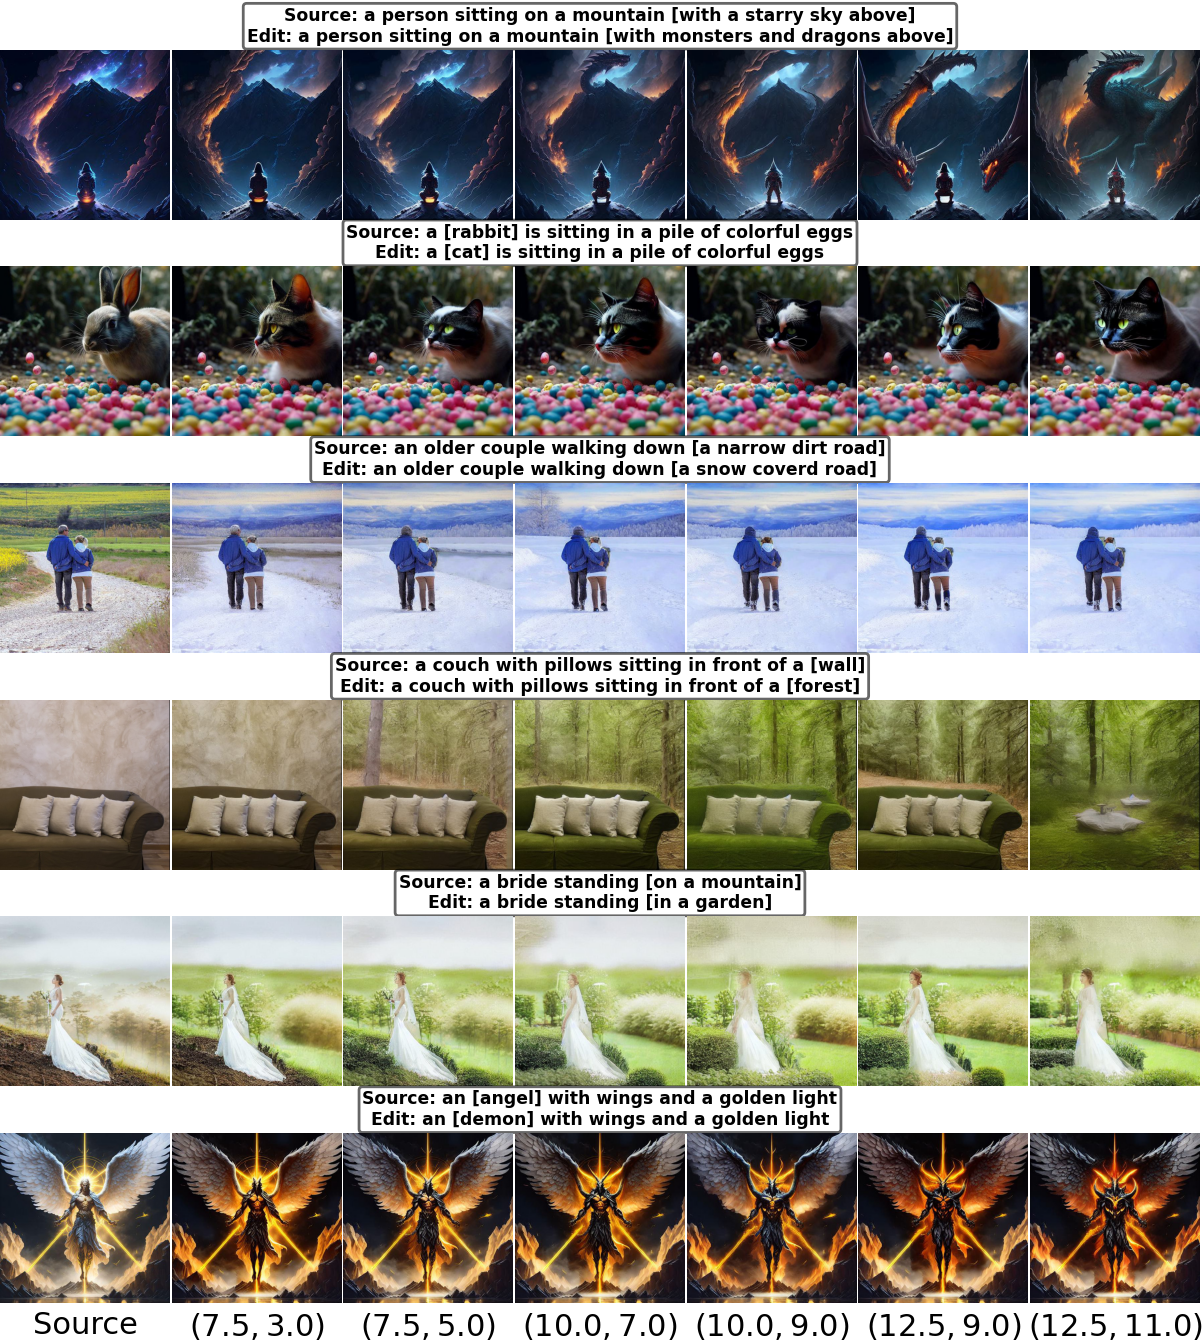 Source: a person sitting on a mountain [with a starry sky above]
Edit: a person sitting on a mountain [with monsters and dragons above]
Source: a [rabbit] is sitting in a pile of colorful eggs
Edit: a [cat] is sitting in a pile of colorful eggs
Source: an older couple walking down [a narrow dirt road]
Edit: an older couple walking down [a snow coverd road]
Source: a couch with pillows sitting in front of a [wall]
Edit: a couch with pillows sitting in front of a [forest]
Source: a bride standing [on a mountain]
Edit: a bride standing [in a garden]
Source: an [angel] with wings and a golden light
Edit: an [demon] with wings and a golden light
Source (7.5, 3.0) (7.5, 5.0) (10.0, 7.0) (10.0, 9.0) (12.5, 9.0) (12.5, 11.0